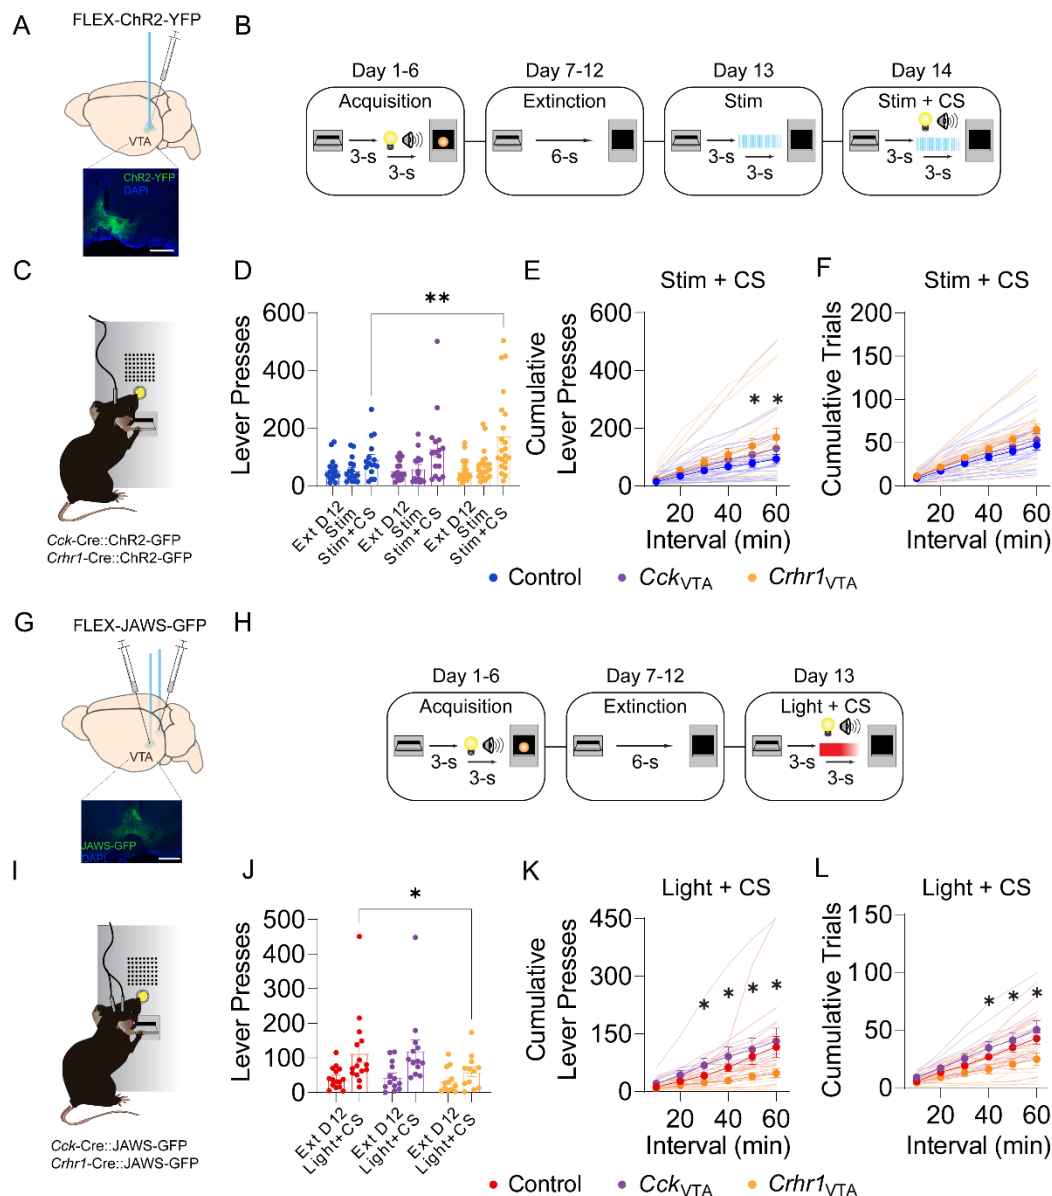 A
FLEX-ChR2-YFP
VTA
ChR2-YFP
DAPI
B
Day 1-6
Day 7-12
Day 13
Day 14
Acquisition
Extinction
Stim
Stim + CS
3-s
3-s
6-s
3-s
3-s
3-s
3-s
C
Cck-Cre::ChR2-GFP
Crhr1-Cre::ChR2-GFP
D
Lever Presses
600
400
200
0
**
Ext D12
Stim
Stim+CS
Ext D12
Stim
Stim+CS
Ext D12
Stim
Stim+CS
E
Stim + CS
Cumulative
Lever Presses
600
400
200
0
* *
20 40 60
Interval (min)
F
Stim + CS
Cumulative Trials
200
150
100
50
0
20 40 60
Interval (min)
Control
CckVTA
Crhr1VTA
G
FLEX-JAWS-GFP
VTA
JAWS-GFP
DAPI
H
Day 1-6
Day 7-12
Day 13
Acquisition
Extinction
Light + CS
3-s
3-s
6-s
3-s
3-s
I
Cck-Cre::JAWS-GFP
Crhr1-Cre::JAWS-GFP
J
Lever Presses
500
400
300
200
100
0
*
Ext D12
Light+CS
Ext D12
Light+CS
Ext D12
Light+CS
K
Light + CS
Cumulative
Lever Presses
450
300
150
0
* * * *
20 40 60
Interval (min)
L
Light + CS
Cumulative Trials
150
100
50
0
* * *
20 40 60
Interval (min)
Control
CckVTA
Crhr1VTA